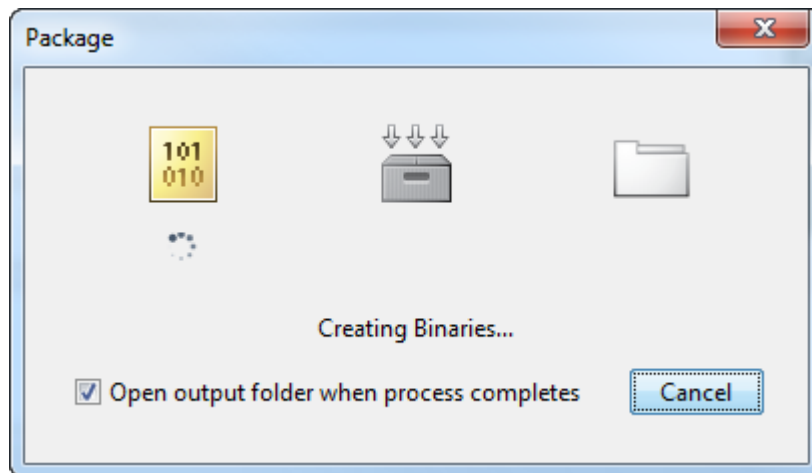 Package
101
010
Creating Binaries...
Open output folder when process completes
Cancel